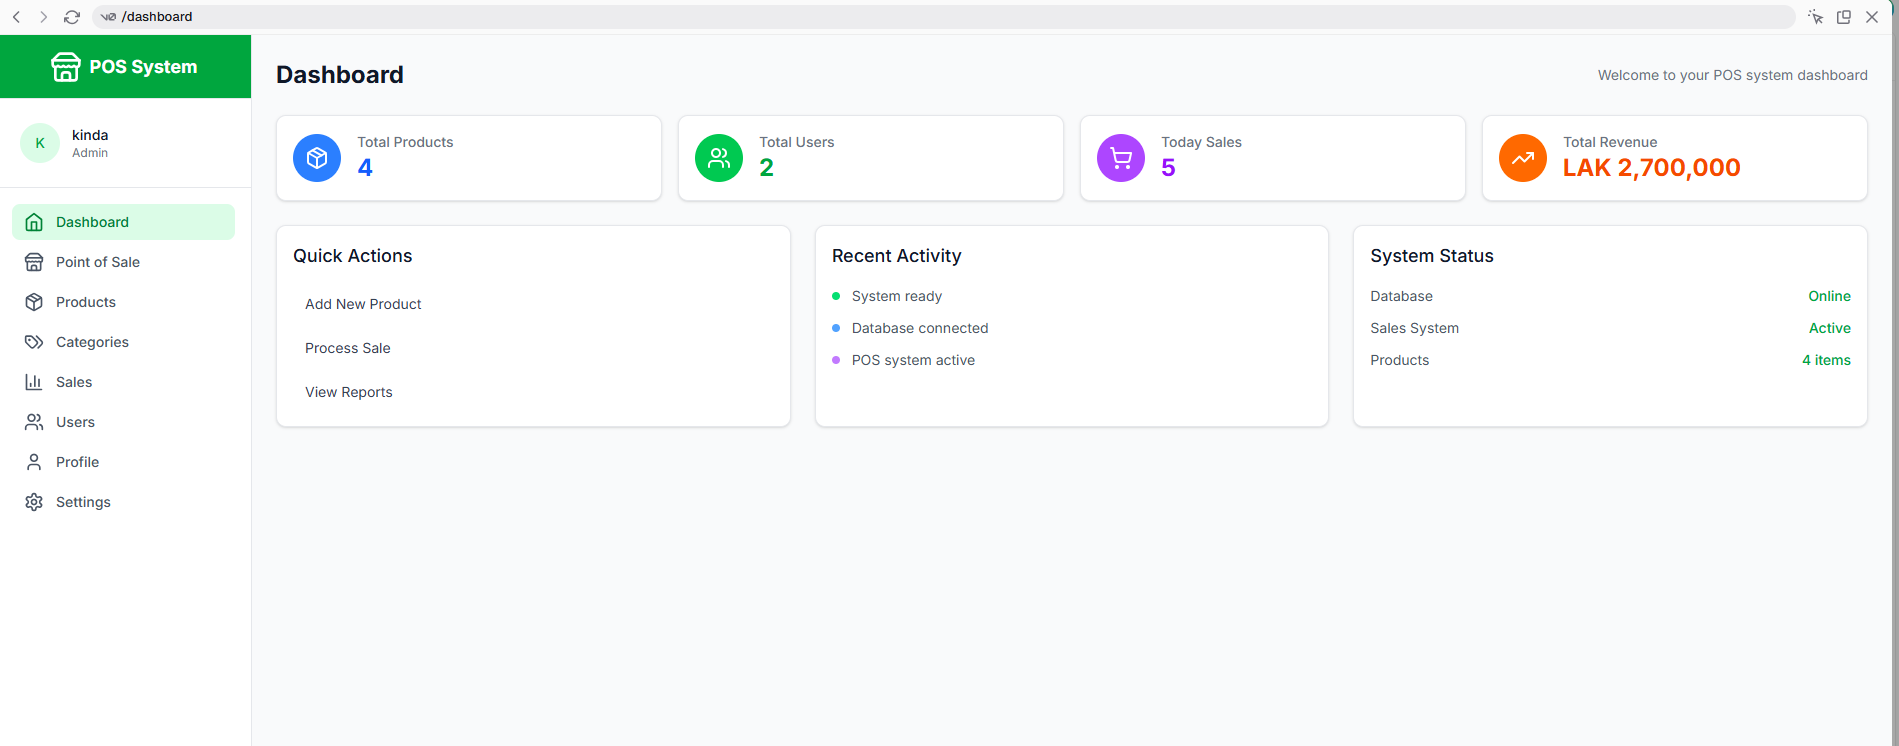 /dashboard
POS System
K
kinda
Admin
Dashboard
Point of Sale
Products
Categories
Sales
Users
Profile
Settings
Dashboard
Welcome to your POS system dashboard
Total Products
4
Total Users
2
Today Sales
5
Total Revenue
LAK 2,700,000
Quick Actions
Add New Product
Process Sale
View Reports
Recent Activity
System ready
Database connected
POS system active
System Status
Database Online
Sales System Active
Products 4 items